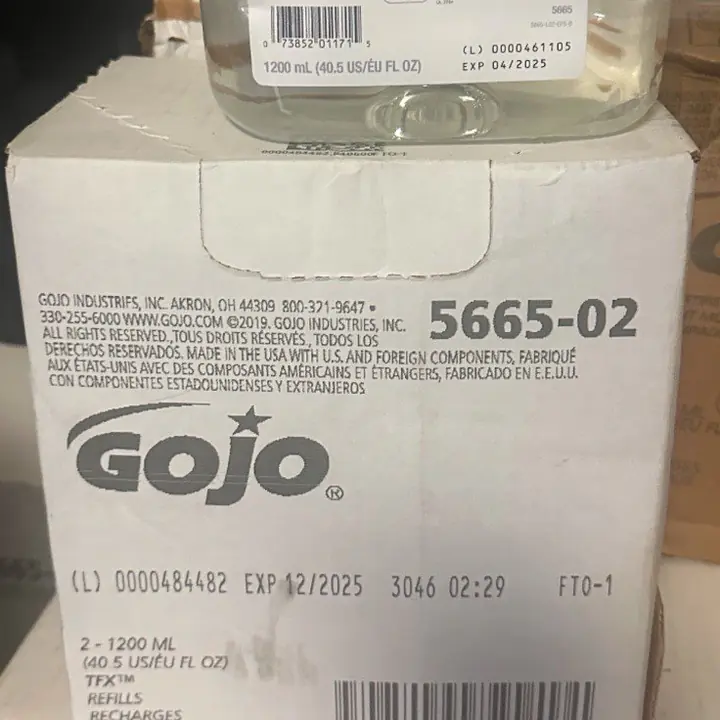 5665
0 73852 01171 5
(L) 0000461105
1200 mL (40.5 US/ÉU FL OZ)
EXP 04/2025
GOJO INDUSTRIES, INC. AKRON, OH 44309 800-321-9647 •
330-255-6000 WWW.GOJO.COM ©2019. GOJO INDUSTRIES, INC.
ALL RIGHTS RESERVED., TOUS DROITS RÉSERVÉS , TODOS LOS
DERECHOS RESERVADOS. MADE IN THE USA WITH U.S. AND FOREIGN COMPONENTS, FABRIQUÉ
AUX ÉTATS-UNIS AVEC DES COMPOSANTS AMÉRICAINS ET ÉTRANGERS, FABRICADO EN E.E.U.U.
CON COMPONENTES ESTADOUNIDENSES Y EXTRANJEROS
5665-02
GOJO®
(L) 0000484482 EXP 12/2025 3046 02:29 FTO-1
2 - 1200 ML
(40 5 US/ÉU FL OZ)
TFX™
REFILLS
RECHARGES